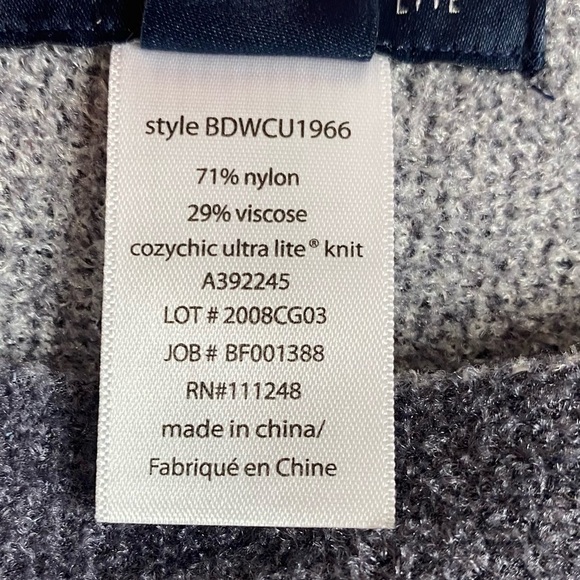 LITE
style BDWCU1966
71% nylon
29% viscose
cozychic ultra lite® knit
A392245
LOT # 2008CG03
JOB# BF001388
RN#111248
made in china/
Fabriqué en Chine